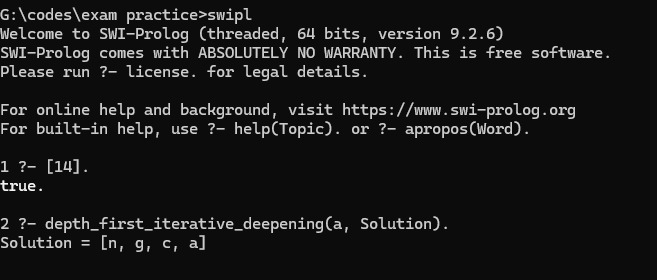 G:\codes\exam practice>swipl
Welcome to SWI-Prolog (threaded, 64 bits, version 9.2.6)
SWI-Prolog comes with ABSOLUTELY NO WARRANTY. This is free software.
Please run ?- license. for legal details.
For online help and background, visit https://www.swi-prolog.org
For built-in help, use ?- help(Topic). or ?- apropos(Word).
1 ?- [14].
true.
2 ?- depth_first_iterative_deepening(a, Solution).
Solution = [n, g, c, a]